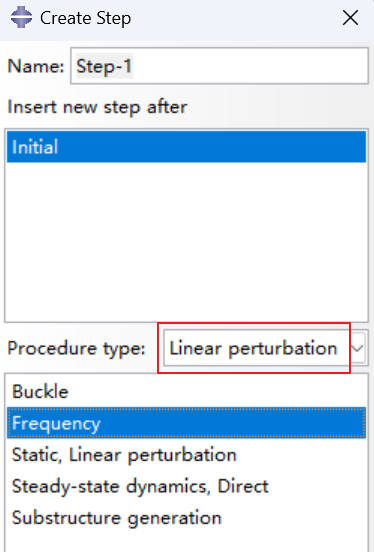 Create Step
Name: Step-1
Insert new step after
Initial
Procedure type: Linear perturbation
Buckle
Frequency
Static, Linear perturbation
Steady-state dynamics, Direct
Substructure generation